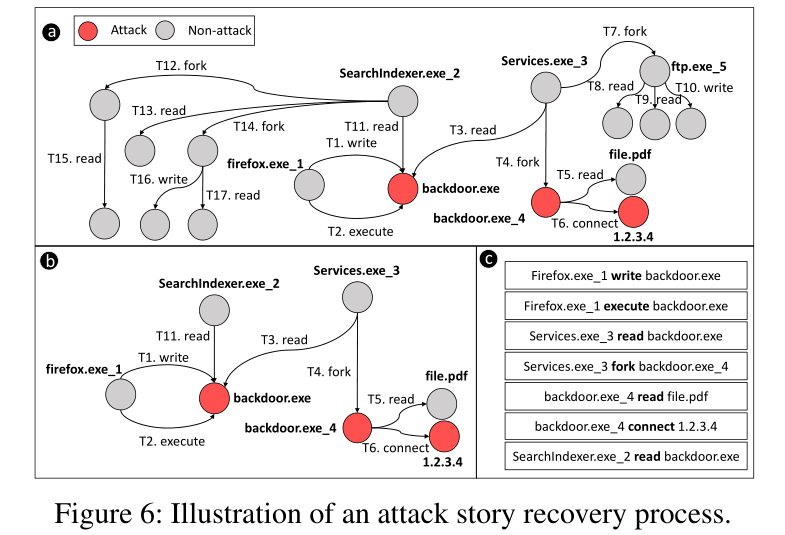 a
Attack
Non-attack
T12. fork
SearchIndexer.exe_2
T13. read
T14. fork
T11. read
T1. write
T15. read
T16. write
T17. read
firefox.exe_1
backdoor.exe
T2. execute
T3. read
Services.exe_3
T7. fork
ftp.exe_5
T8. read
T9. read
T10. write
T4. fork
file.pdf
T5. read
backdoor.exe_4
T6. connect
1.2.3.4
b
SearchIndexer.exe_2
Services.exe_3
T11. read
T3. read
T1. write
firefox.exe_1
T4. fork
backdoor.exe
file.pdf
T5. read
backdoor.exe_4
T2. execute
T6. connect
1.2.3.4
c
Firefox.exe_1 write backdoor.exe
Firefox.exe_1 execute backdoor.exe
Services.exe_3 read backdoor.exe
Services.exe_3 fork backdoor.exe_4
backdoor.exe_4 read file.pdf
backdoor.exe_4 connect 1.2.3.4
SearchIndexer.exe_2 read backdoor.exe
Figure 6: Illustration of an attack story recovery process.